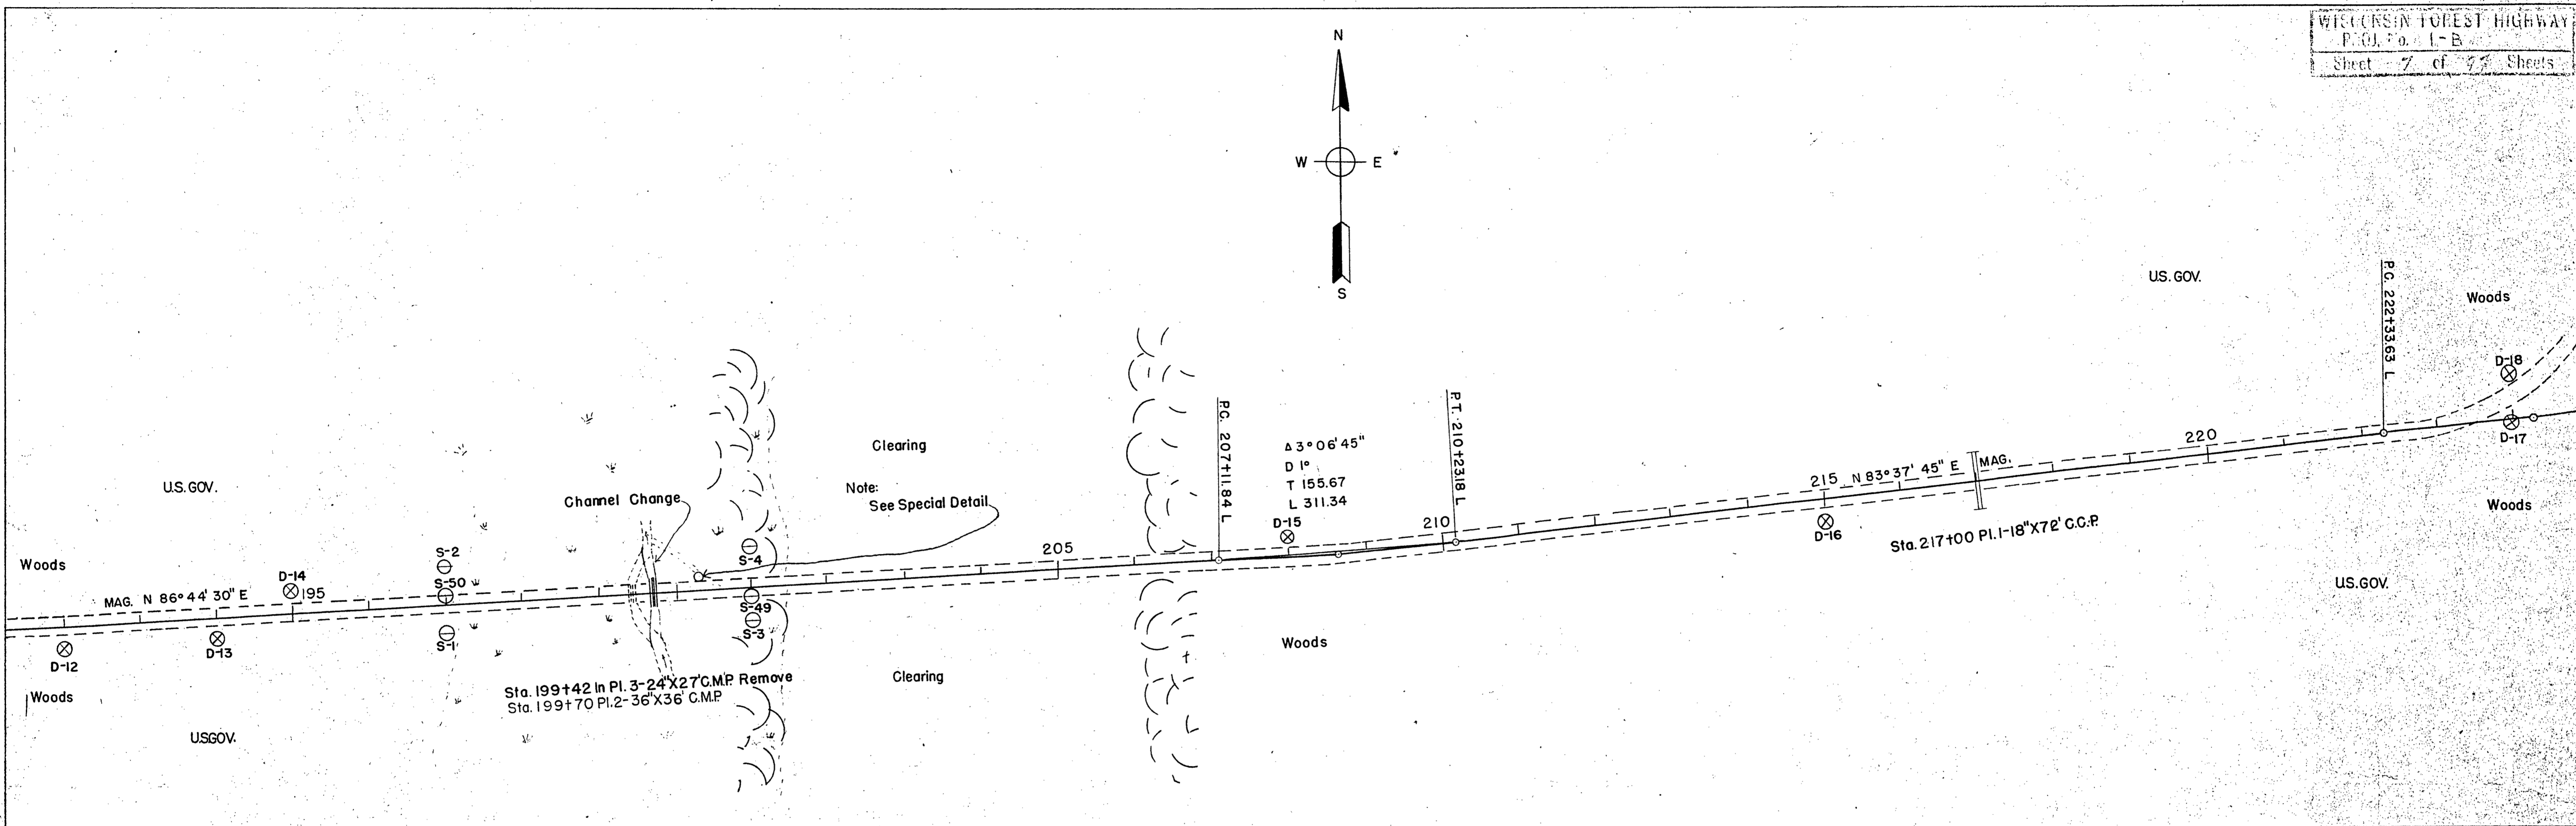 WISCONSIN FOREST HIGHWAY
PROJ. No. 1-B
Sheet 7 of Sheets
N
W E
S
U.S. GOV.
P.C. 222+33.63 L
Woods
D-18
D-17
P.C. 207+11.84 L
P.T. 210+23.18 L
Δ 3° 06' 45"
D 1°
T 155.67
L 311.34
D-15
210
215 N 83° 37' 45" E MAG.
220
D-16
Sta. 217+00 Pl. 1-18"X72' C.C.P.
Woods
U.S. GOV.
Clearing
Note:
See Special Detail
Channel Change
U.S. GOV.
Woods
S-2
S-50
S-4
205
D-14
195
MAG. N 86° 44' 30" E
S-49
S-3
S-1
D-12
D-13
Woods
Sta. 199+42 In Pl. 3-24"X27' C.M.P. Remove
Sta. 199+70 Pl. 2-36"X36' C.M.P.
Clearing
Woods
U.S GOV.